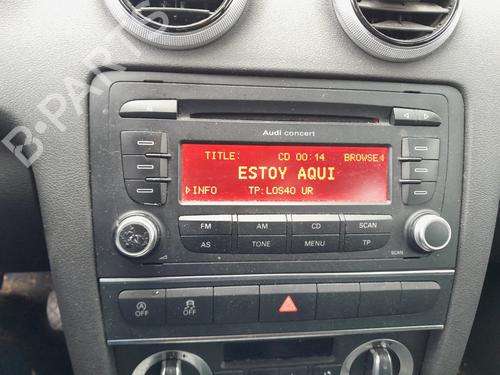 Audi concert
TITLE: CD 00:14 BROWSE
ESTOY AQUI
INFO TP:LOS40 UR
FM AM CD SCAN
AS TONE MENU TP
SCAN
OFF OFF
B-PARTS